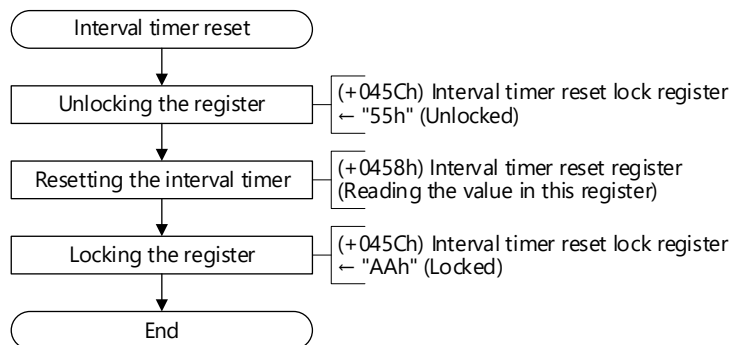 Interval timer reset
Unlocking the register
(+045Ch) Interval timer reset lock register
← "55h" (Unlocked)
Resetting the interval timer
(+0458h) Interval timer reset register
(Reading the value in this register)
Locking the register
(+045Ch) Interval timer reset lock register
← "AAh" (Locked)
End